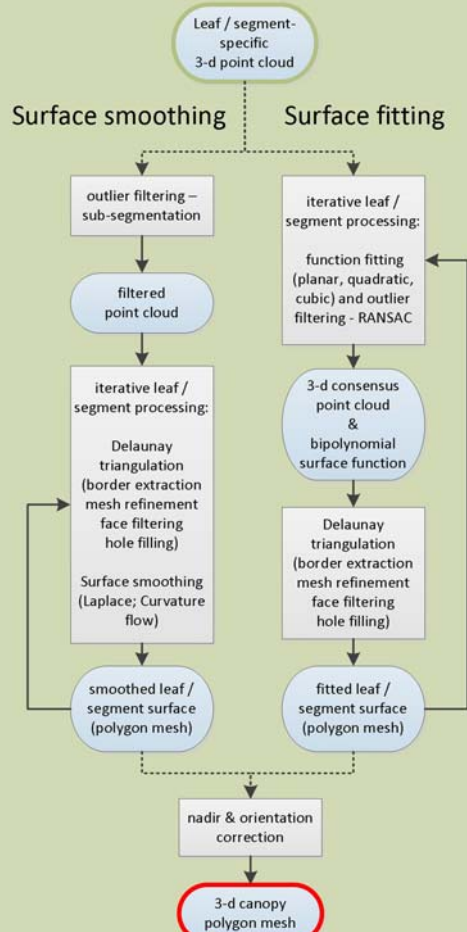 Leaf / segment-
specific
3-d point cloud
Surface smoothing
outlier filtering –
sub-segmentation
filtered
point cloud
iterative leaf /
segment processing:
Delaunay
triangulation
(border extraction
mesh refinement
face filtering
hole filling)
Surface smoothing
(Laplace; Curvature
flow)
smoothed leaf /
segment surface
(polygon mesh)
Surface fitting
iterative leaf /
segment processing:
function fitting
(planar, quadratic,
cubic) and outlier
filtering - RANSAC
3-d consensus
point cloud
&
bipolynomial
surface function
Delaunay
triangulation
(border extraction
mesh refinement
face filtering
hole filling)
fitted leaf /
segment surface
(polygon mesh)
nadir & orientation
correction
3-d canopy
polygon mesh